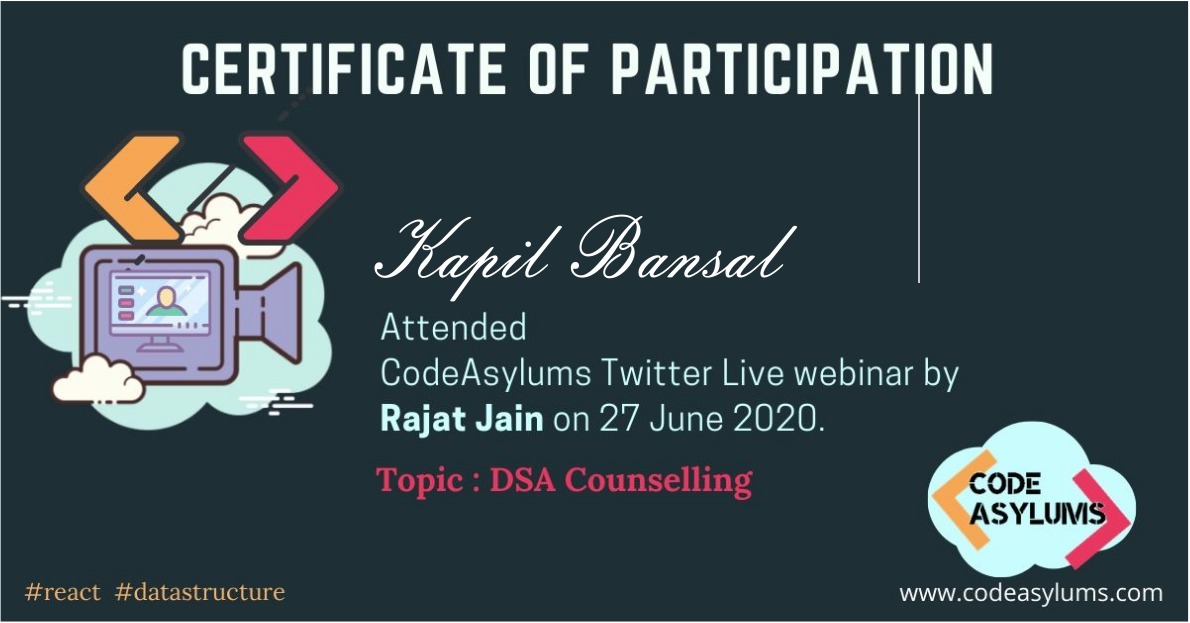 CERTIFICATE OF PARTICIPATION
Kapil Bansal
Attended
CodeAsylums Twitter Live webinar by
Rajat Jain on 27 June 2020.
Topic : DSA Counselling
CODE
ASYLUMS
#react #datastructure
www.codeasylums.com